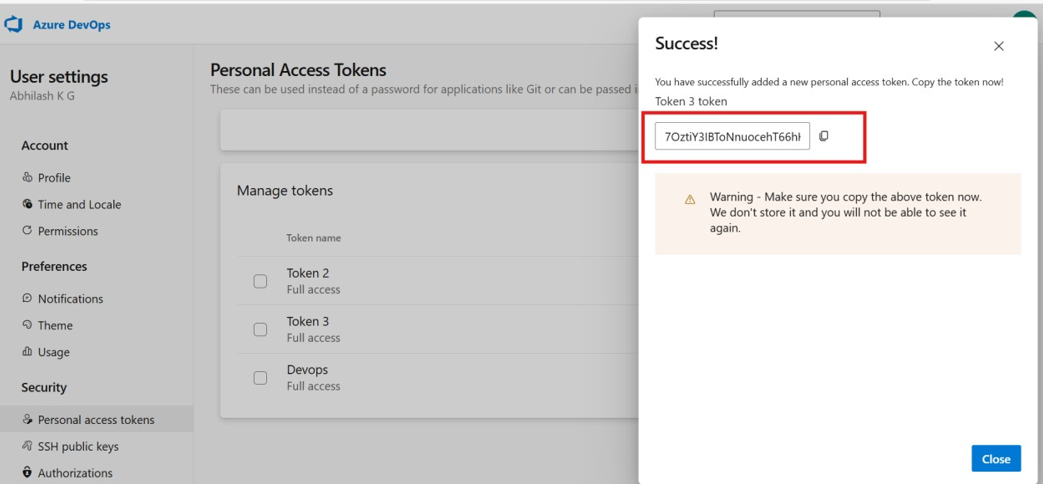 Azure DevOps
User settings
Abhilash K G
Account
Profile
Time and Locale
Permissions
Preferences
Notifications
Theme
Usage
Security
Personal access tokens
SSH public keys
Authorizations
Personal Access Tokens
These can be used instead of a password for applications like Git or can be passed i
Manage tokens
Token name
Token 2
Full access
Token 3
Full access
Devops
Full access
Success!
You have successfully added a new personal access token. Copy the token now!
Token 3 token
Warning - Make sure you copy the above token now.
We don't store it and you will not be able to see it
again.
Close